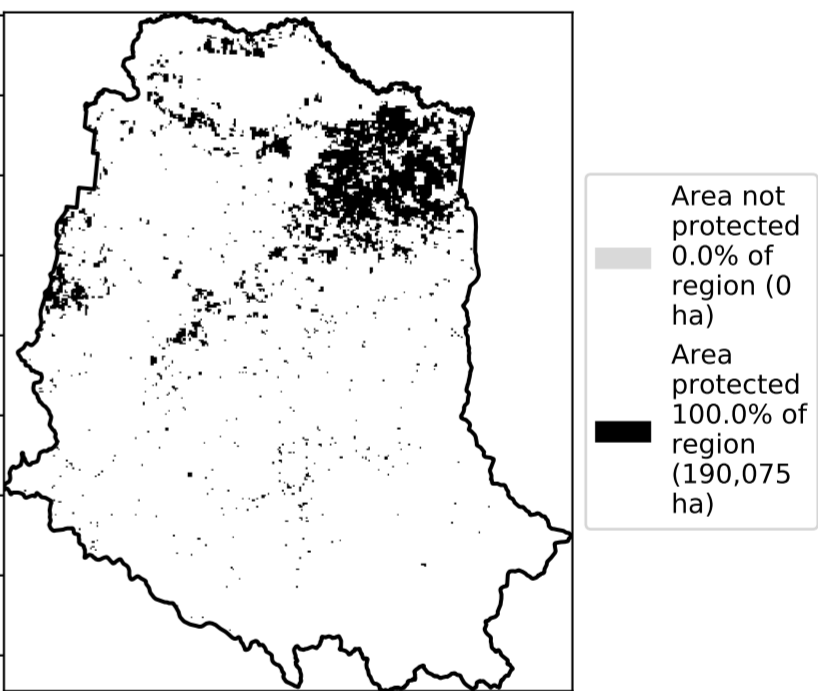 Area not
protected
0.0% of
region (0
ha)
Area
protected
100.0% of
region
(190,075
ha)